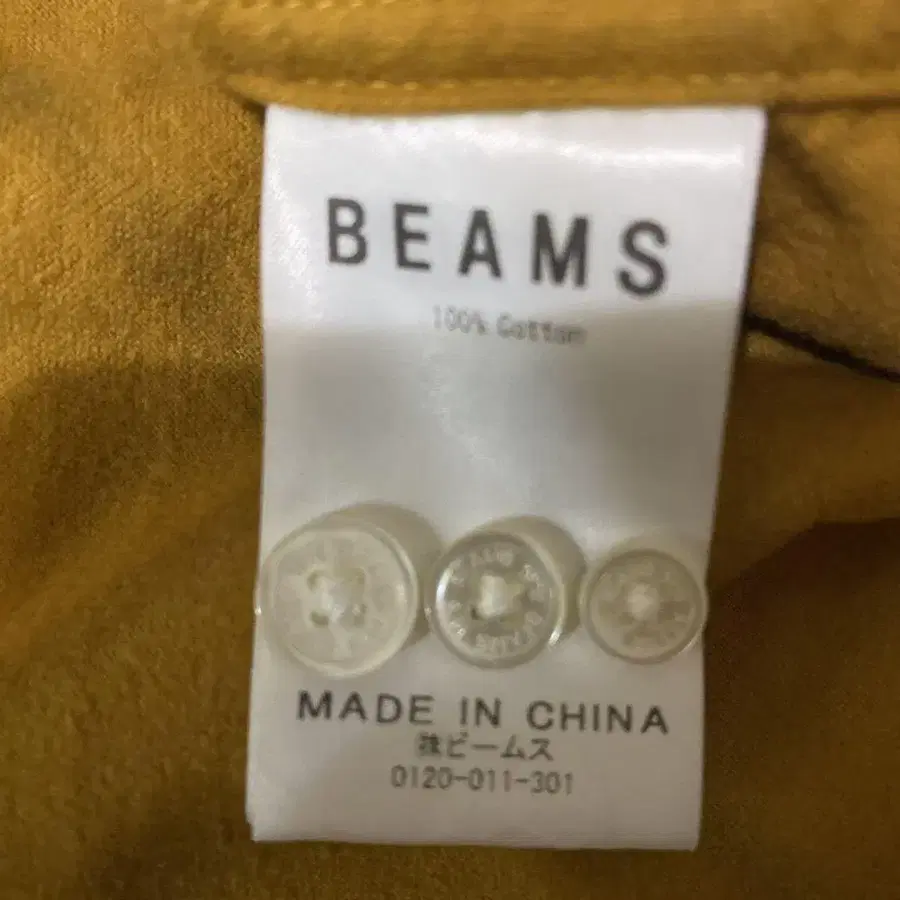 BEAMS
100% Cotton
MADE IN CHINA
㈱ビームス
0120-011-301